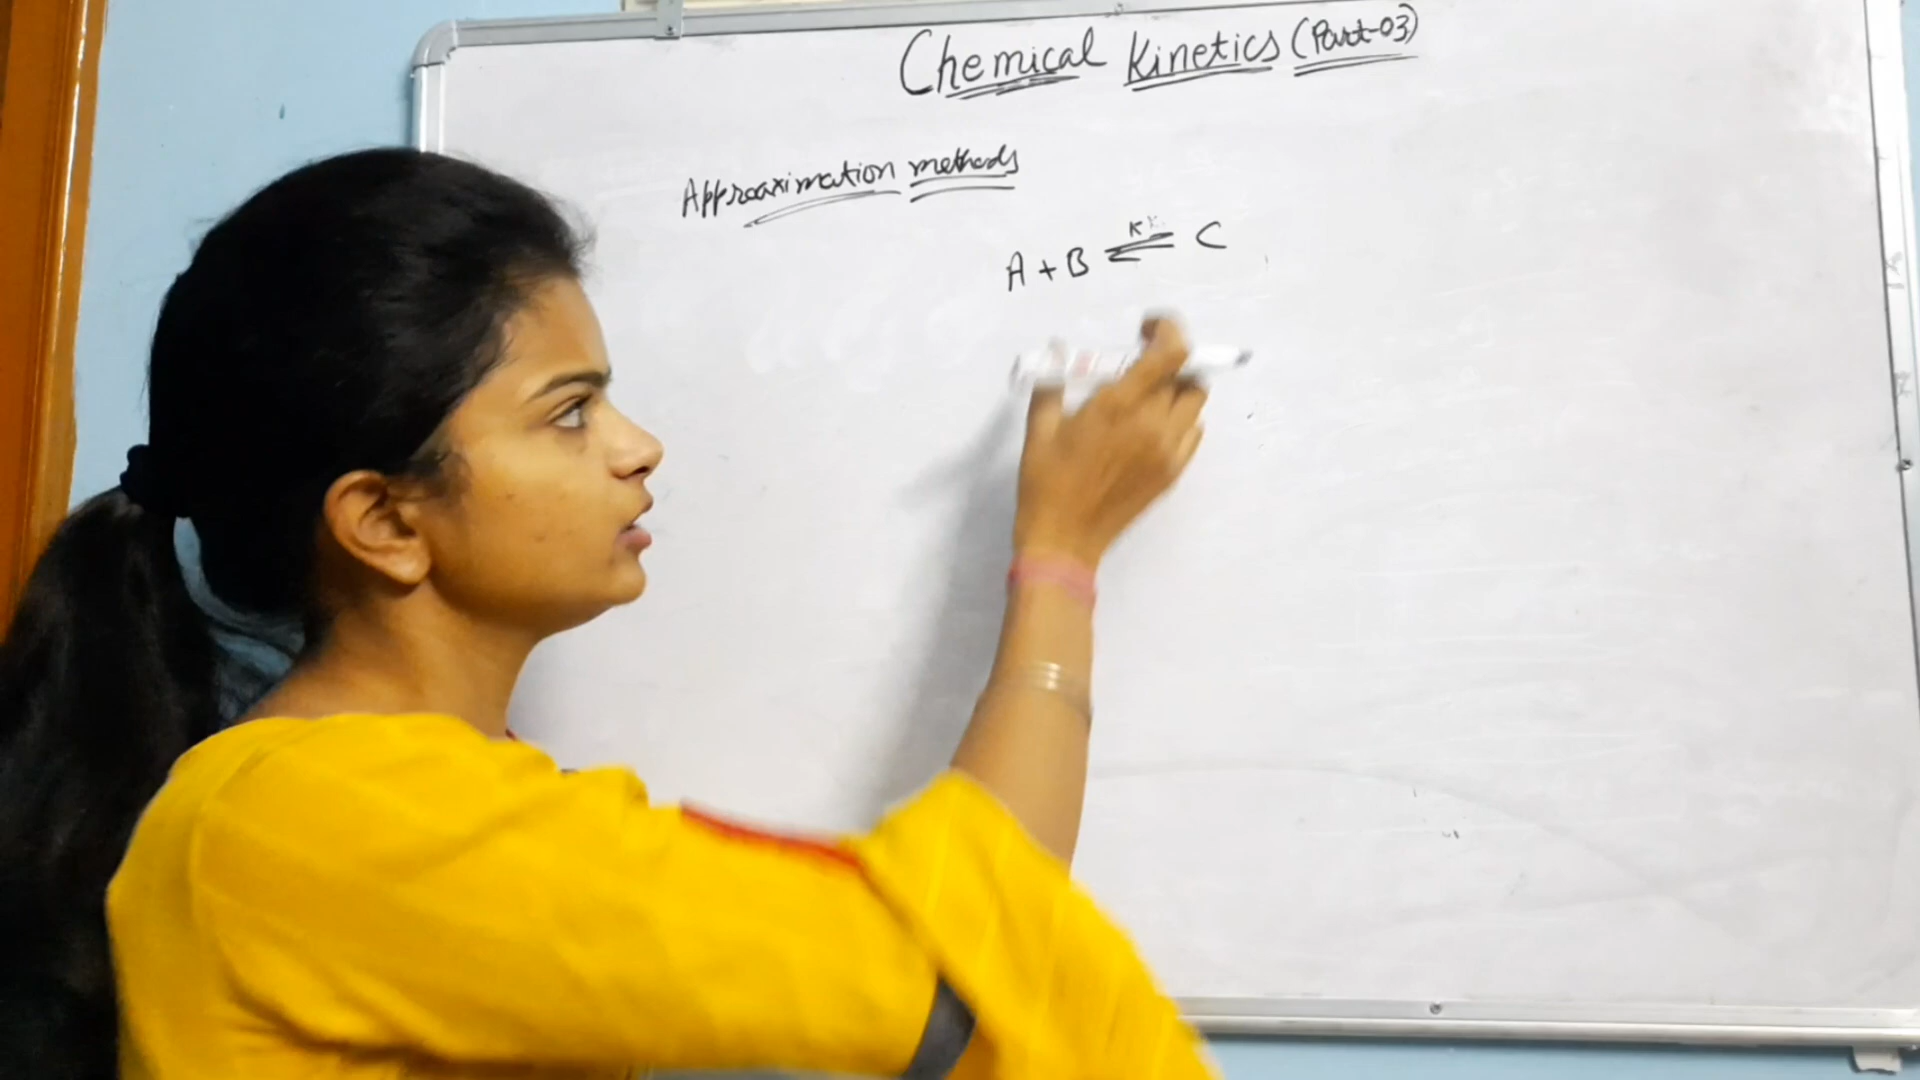 Chemical Kinetics (Part-03)
Approximation methods
K
A + B ⇌ C